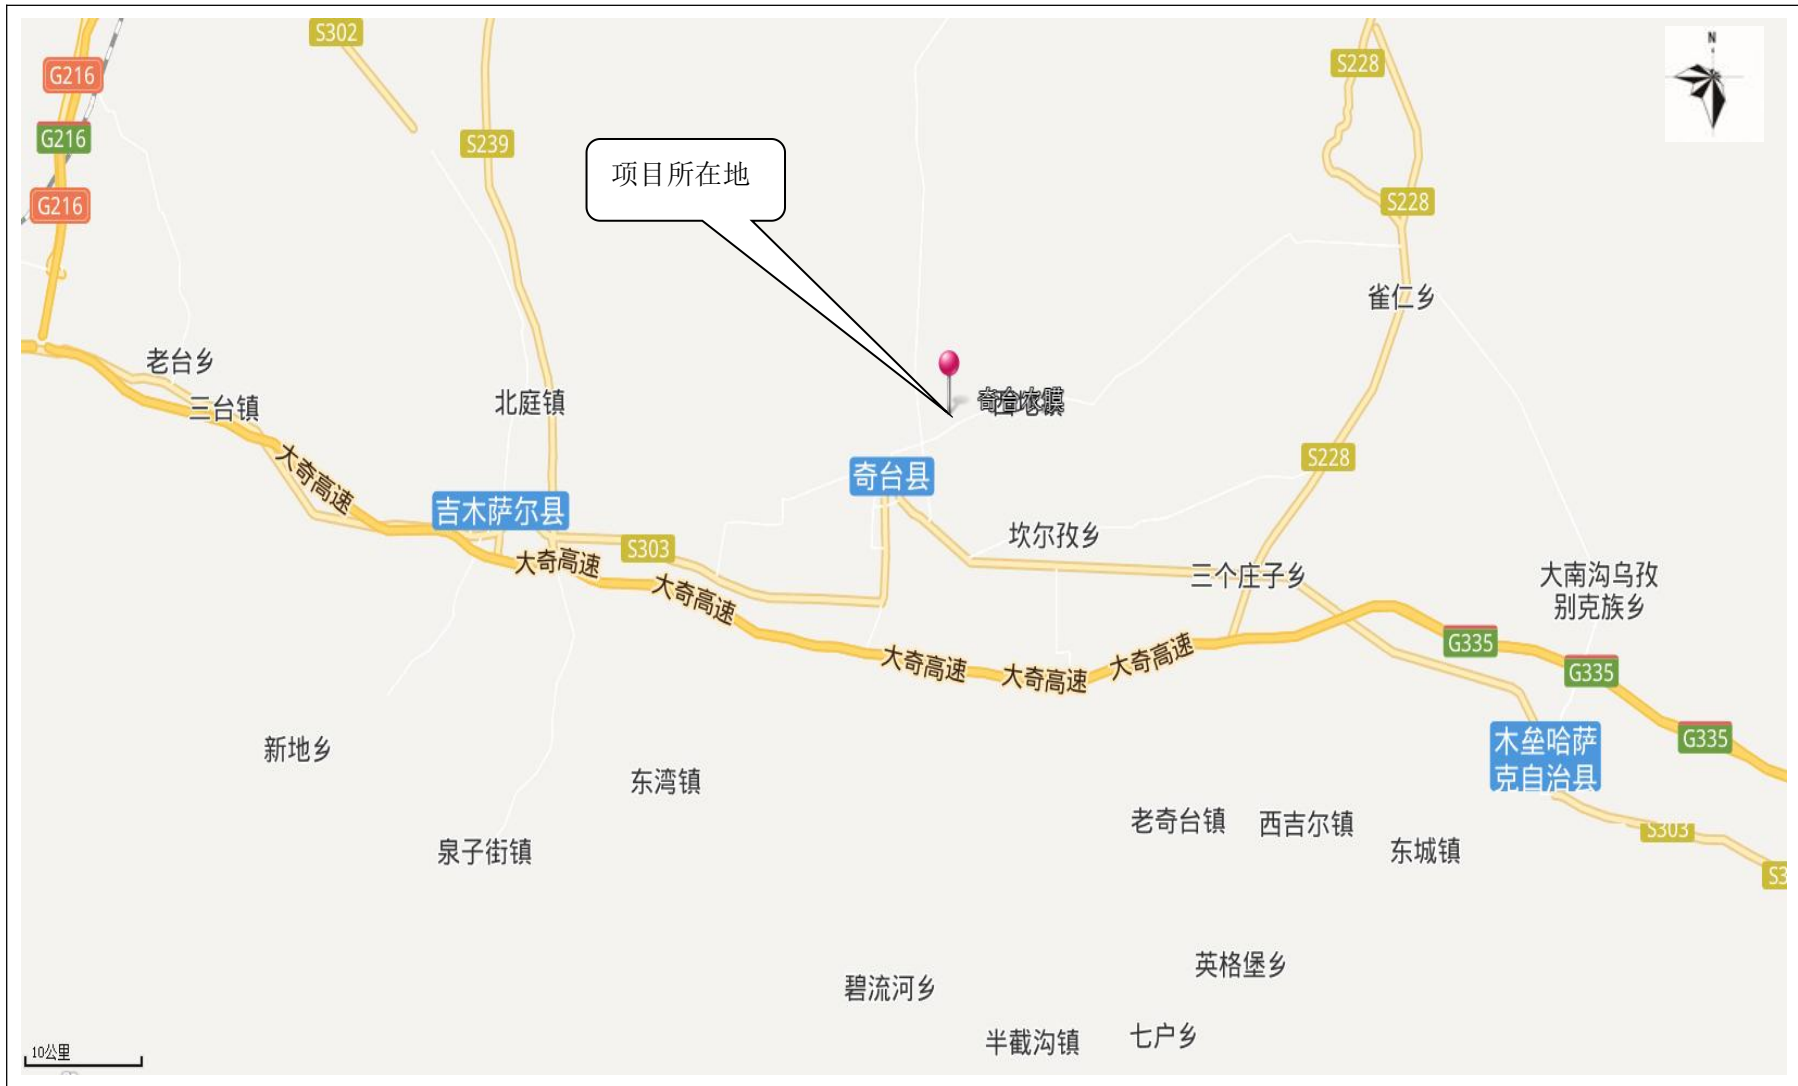 S302
N
G216
S228
G216
S239
项目所在地
G216
S228
雀仁乡
老台乡
三台镇
北庭镇
S228
大奇高速
奇台县
吉木萨尔县
坎尔孜乡
S303
大奇高速
三个庄子乡
大南沟乌孜
别克族乡
大奇高速
G335
大奇高速
大奇高速
大奇高速
G335
新地乡
G335
木垒哈萨
克自治县
东湾镇
老奇台镇
西吉尔镇
S303
泉子街镇
东城镇
S3
英格堡乡
碧流河乡
七户乡
半截沟镇
10公里